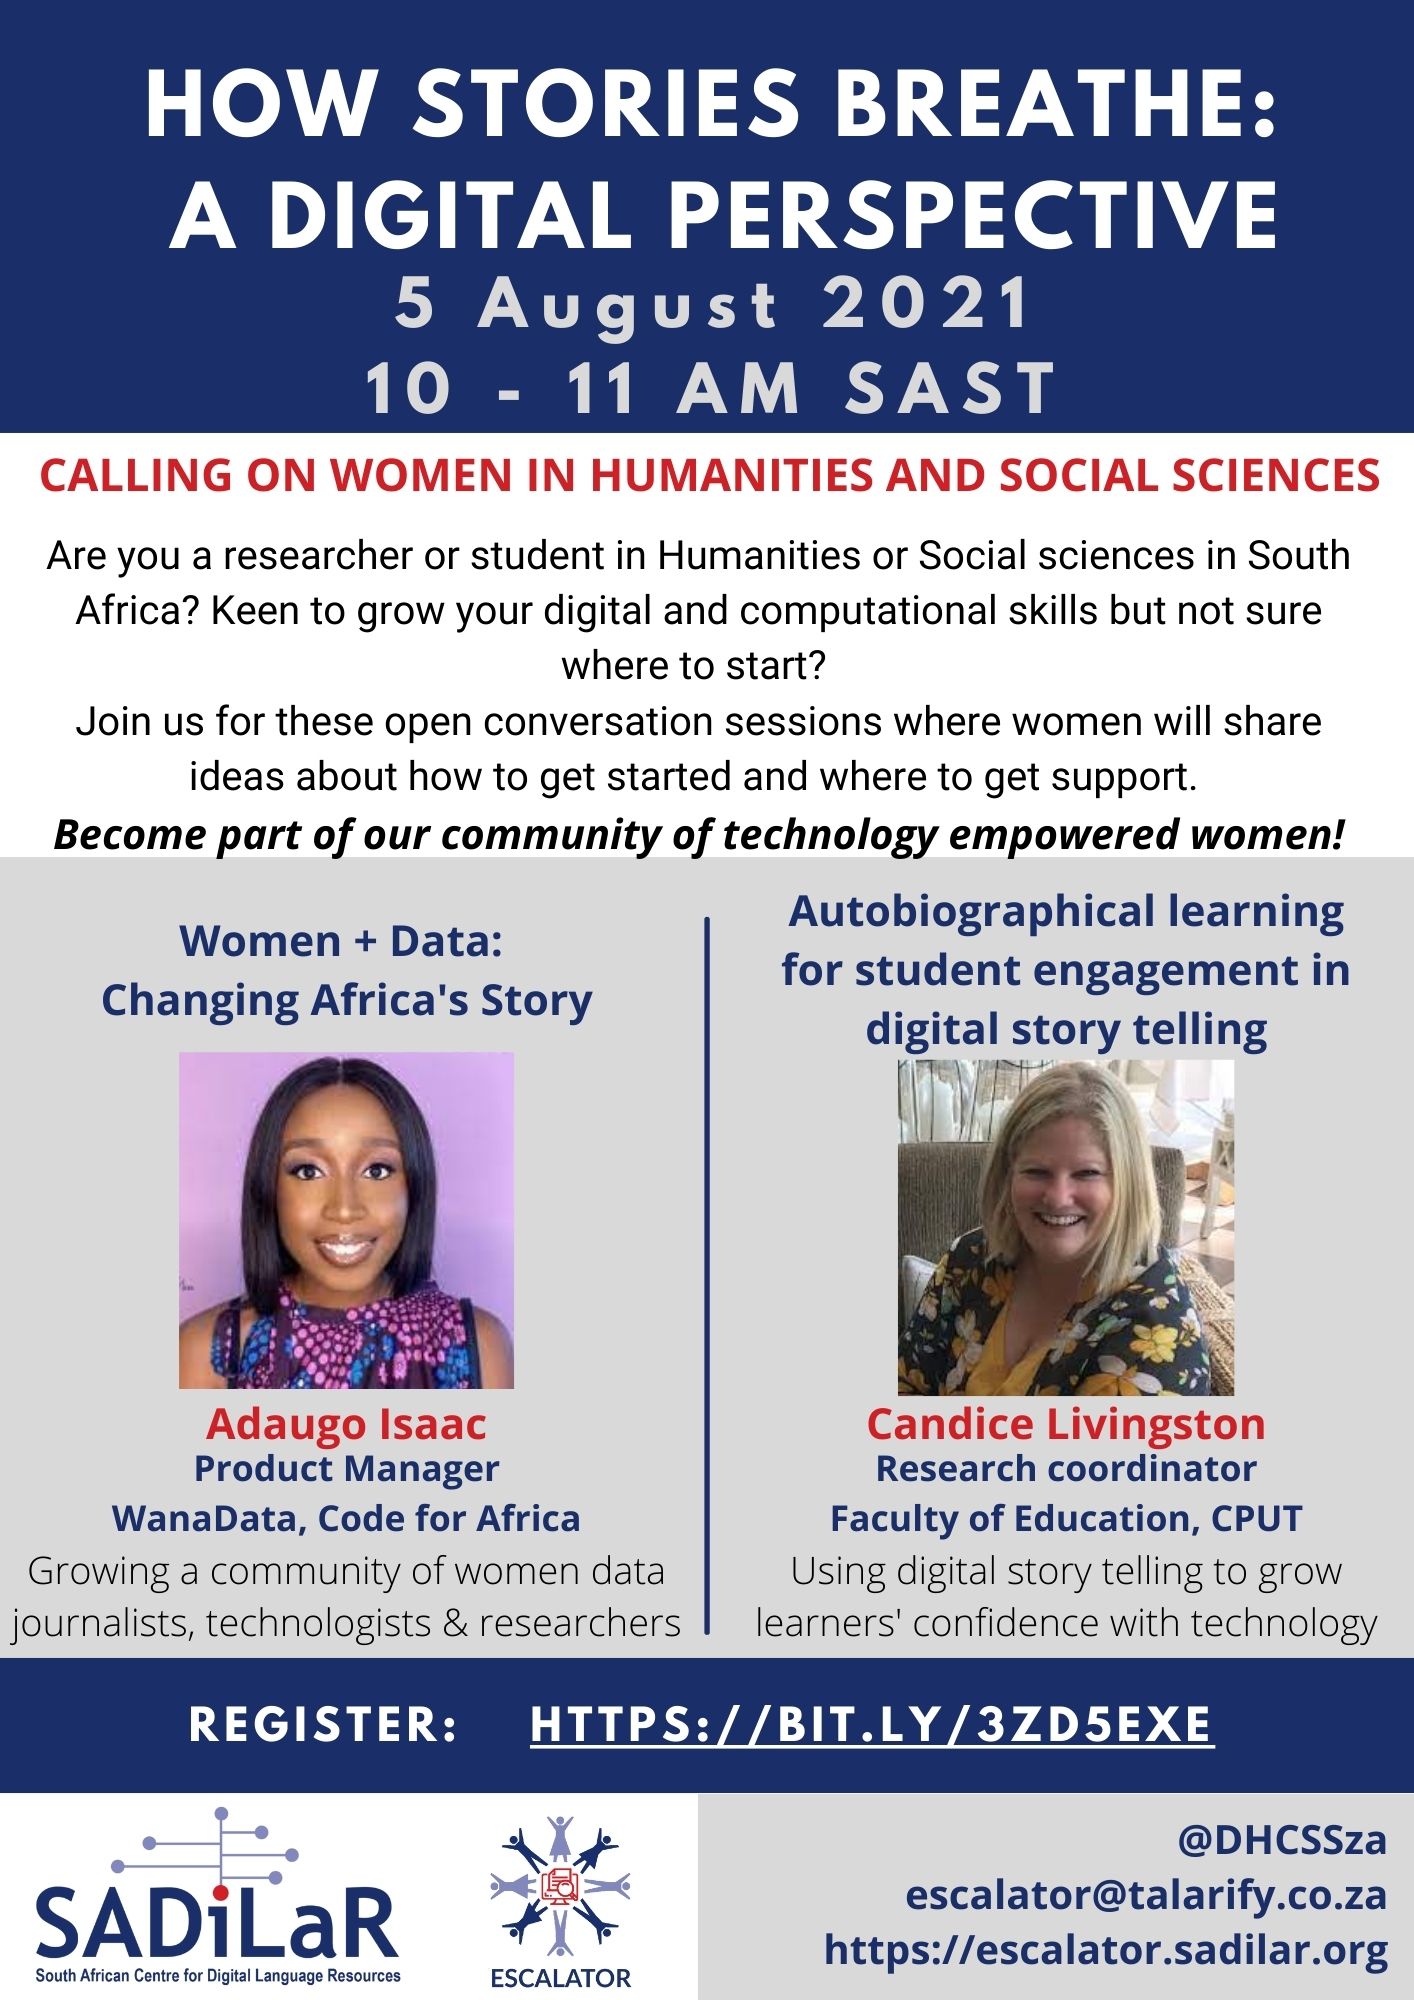 HOW STORIES BREATHE:
A DIGITAL PERSPECTIVE
5 August 2021
10 - 11 AM SAST
CALLING ON WOMEN IN HUMANITIES AND SOCIAL SCIENCES
Are you a researcher or student in Humanities or Social sciences in South
Africa? Keen to grow your digital and computational skills but not sure
where to start?
Join us for these open conversation sessions where women will share
ideas about how to get started and where to get support.
Become part of our community of technology empowered women!
Women + Data:
Changing Africa's Story
Adaugo Isaac
Product Manager
WanaData, Code for Africa
Growing a community of women data
journalists, technologists & researchers
Autobiographical learning
for student engagement in
digital story telling
Candice Livingston
Research coordinator
Faculty of Education, CPUT
Using digital story telling to grow
learners' confidence with technology
REGISTER: HTTPS://BIT.LY/3ZD5EXE
SADiLaR
South African Centre for Digital Language Resources
ESCALATOR
@DHCSSza
escalator@talarify.co.za
https://escalator.sadilar.org